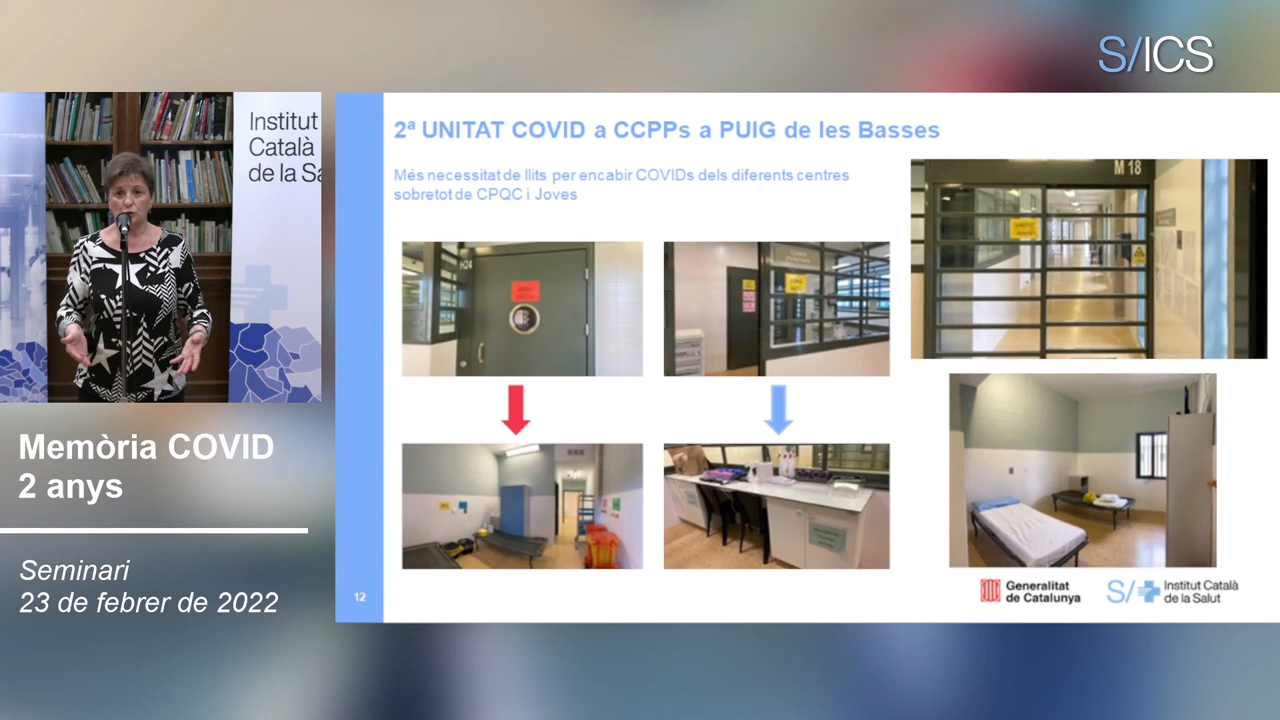 S/ICS
Institut
Català
de la Sa
Memòria COVID
2 anys
Seminari
23 de febrer de 2022
2ª UNITAT COVID a CCPPs a PUIG de les Basses
Més necessitat de llits per encabir COVIDs dels diferents centres
sobretot de CPQC i Joves
M 18
12
Generalitat
de Catalunya
S/
Institut Català
de la Salut